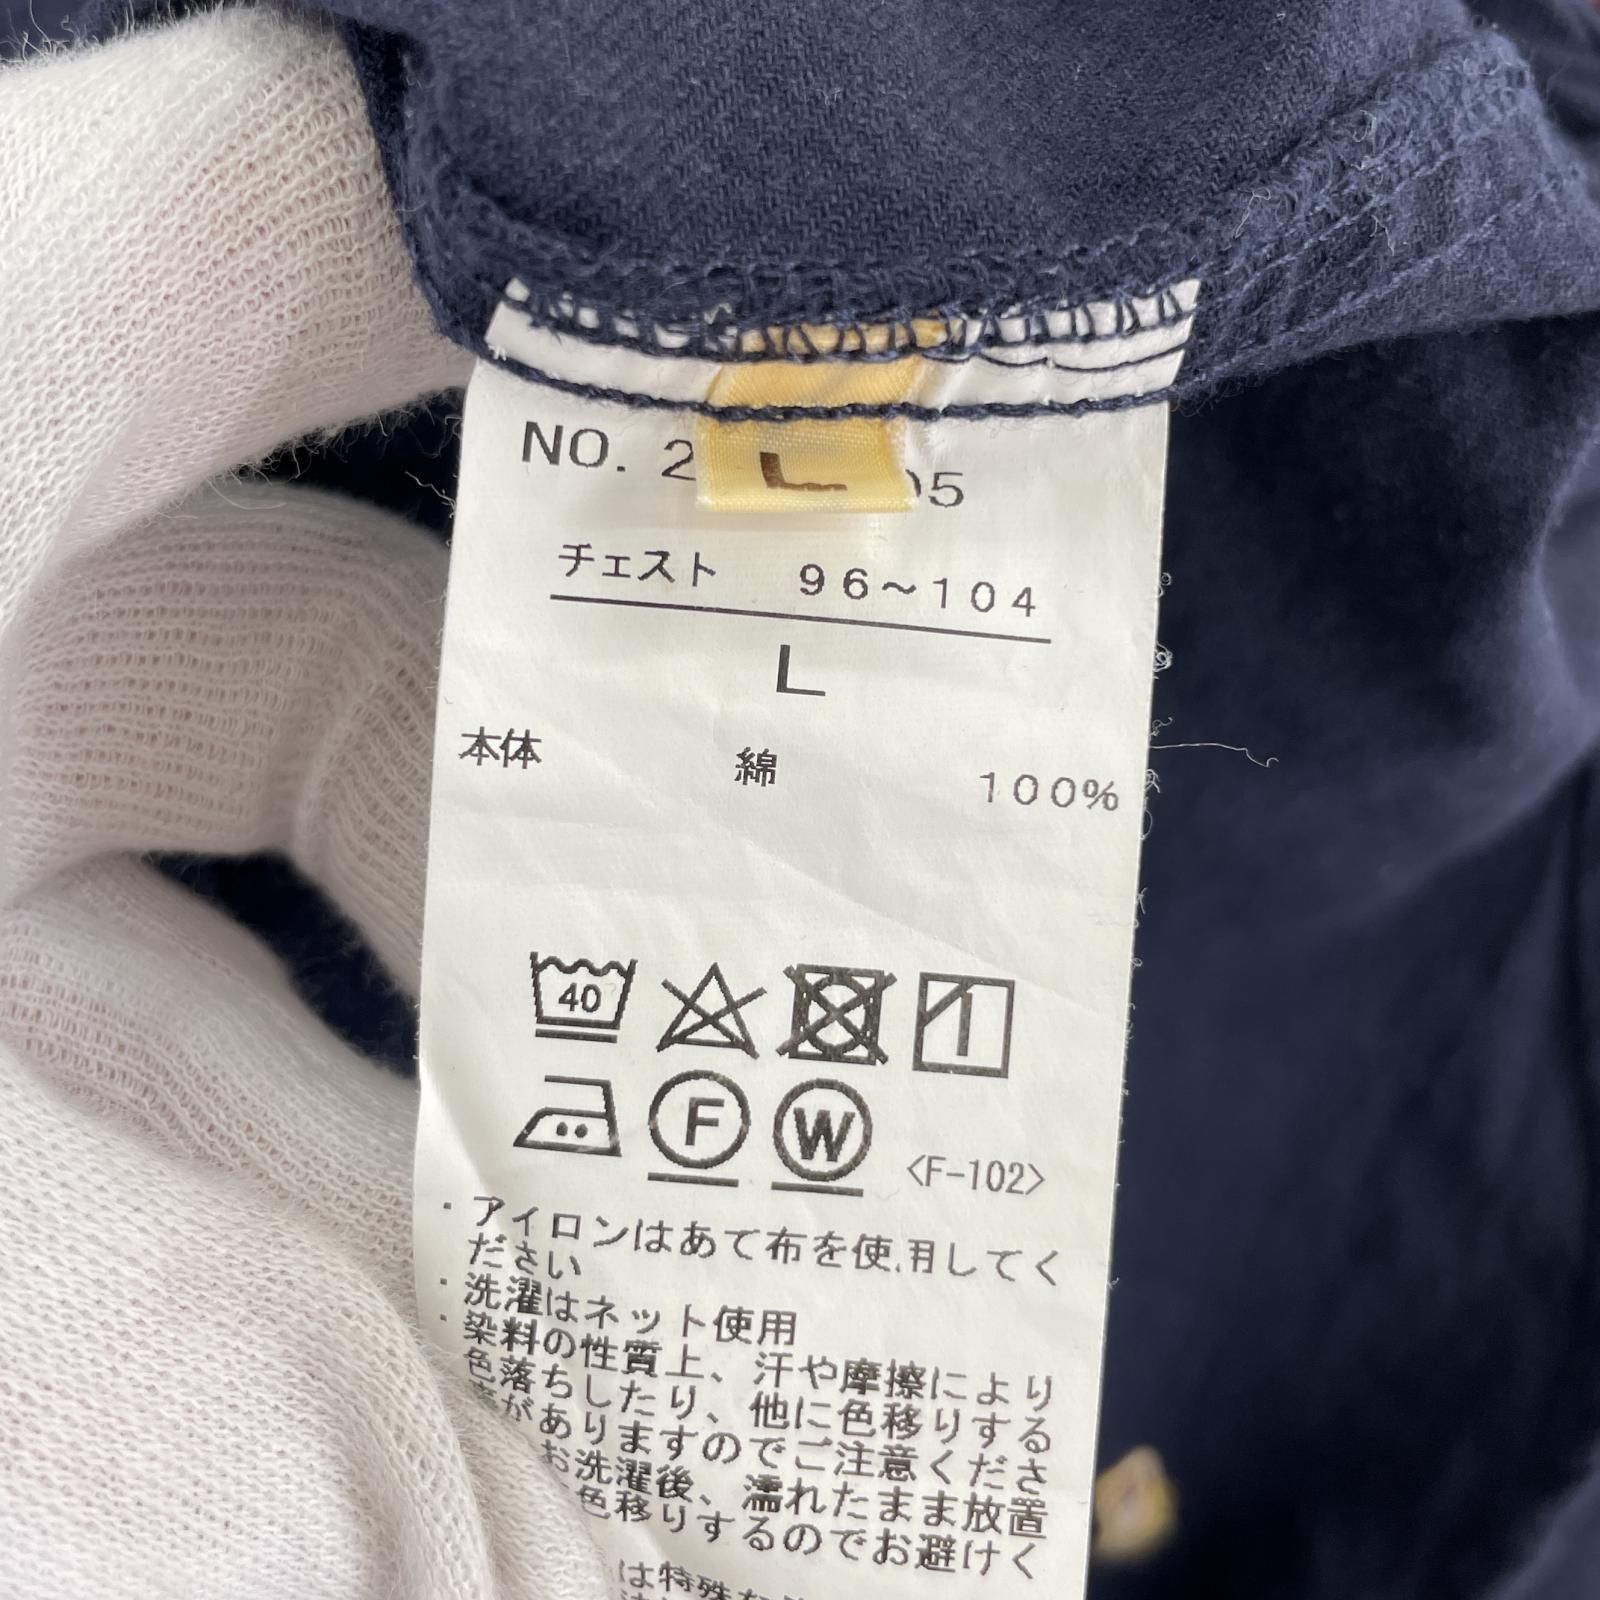 NO. 2
L
05
チェスト 96~104
L
本体 綿 100%
40
F
W
〈F-102〉
・アイロンはあて布を使用してく
ださい
・洗濯はネット使用
・染料の性質上、汗や摩擦により
色落ちしたり、他に色移りする
がありますのでご注意くださ
お洗濯後、濡れたまま放置
色移りするのでお避けく
は特殊な